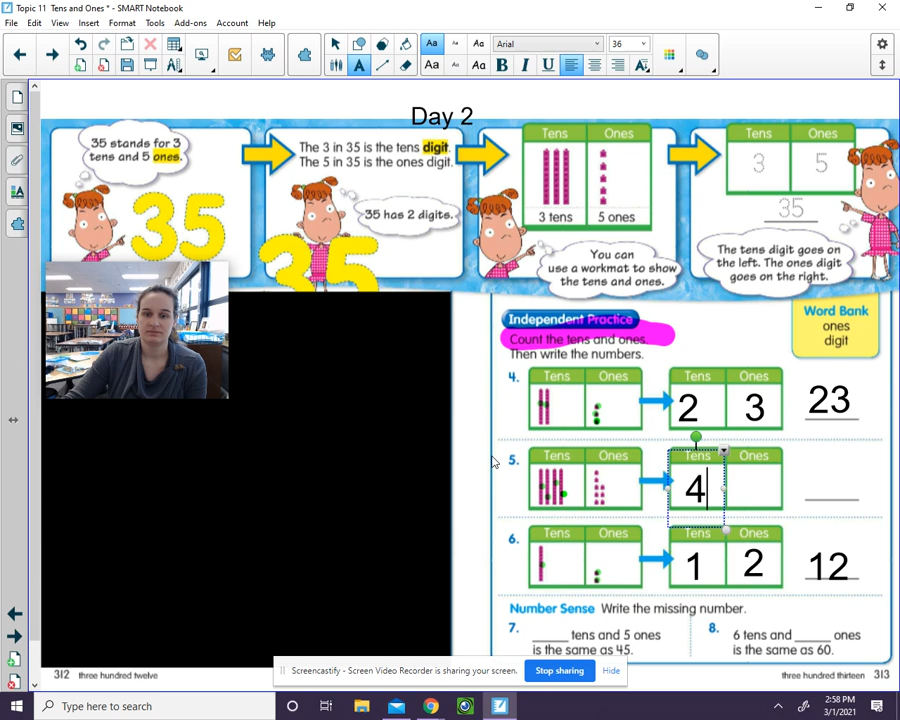 Topic 11 Tens and Ones * - SMART Notebook
File Edit View Insert Format Tools Add-ons Account Help
Arial 36
Aa Aa Aa
Aa Aa Aa
B I U
Day 2
35 stands for 3
tens and 5 ones.
35
The 3 in 35 is the tens digit.
The 5 in 35 is the ones digit.
35 has 2 digits.
35
Tens Ones
3 tens 5 ones
You can
use a workmat to show
the tens and ones.
Tens Ones
3 5
35
The tens digit goes on
the left. The ones digit
goes on the right.
Independent Practice
Count the tens and ones.
Then write the numbers.
Word Bank
ones
digit
4. Tens Ones Tens Ones
2 3 23
5. Tens Ones Tens Ones
4
6. Tens Ones Tens Ones
1 2 12
Number Sense Write the missing number.
7. _____ tens and 5 ones
is the same as 45.
8. 6 tens and _____ ones
is the same as 60.
312 three hundred twelve
three hundred thirteen 313
Screencastify - Screen Video Recorder is sharing your screen. Stop sharing Hide
Type here to search
2:58 PM
3/1/2021